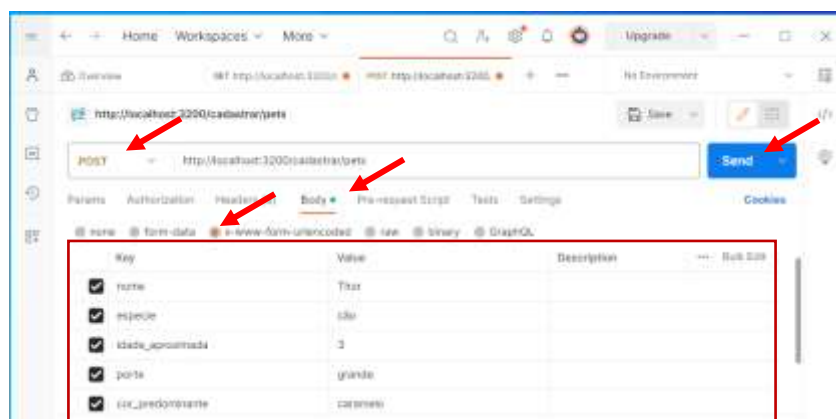 Home Workspaces More Upgrade
Overview GET http://localhost:3200/ POST http://localhost:3200/ No Environment
http://localhost:3200/cadastrar/pets Save
POST http://localhost:3200/cadastrar/pets Send
Params Authorization Headers Body Pre-request Script Tests Settings Cookies
none form-data x-www-form-urlencoded raw binary GraphQL
Key Value Description Bulk Edit
nome Thor
especie cão
idade_aproximada 3
porte grande
cor_predominante caramelo